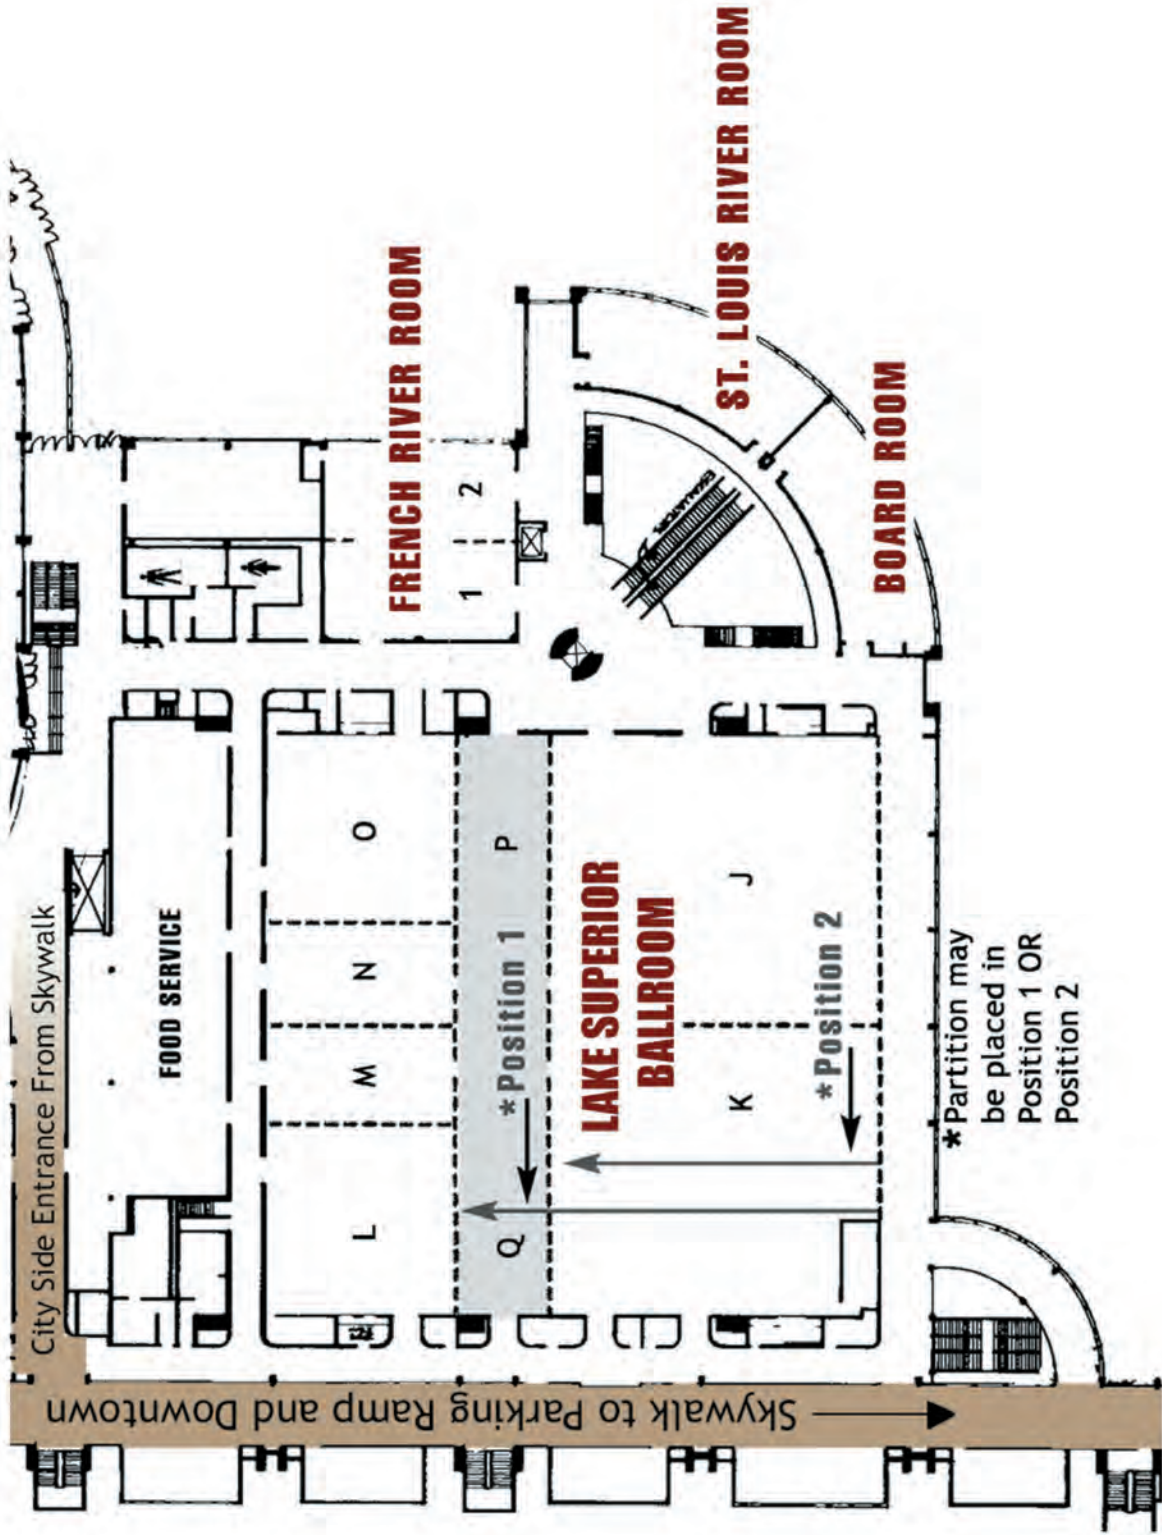 City Side Entrance From Skywalk
FOOD SERVICE
Skywalk to Parking Ramp and Downtown
L
M
N
O
Q
*Position 1
P
LAKE SUPERIOR
BALLROOM
K
J
*Position 2
FRENCH RIVER ROOM
1
2
ESCALATORS
ST. LOUIS RIVER ROOM
BOARD ROOM
*Partition may
be placed in
Position 1 OR
Position 2